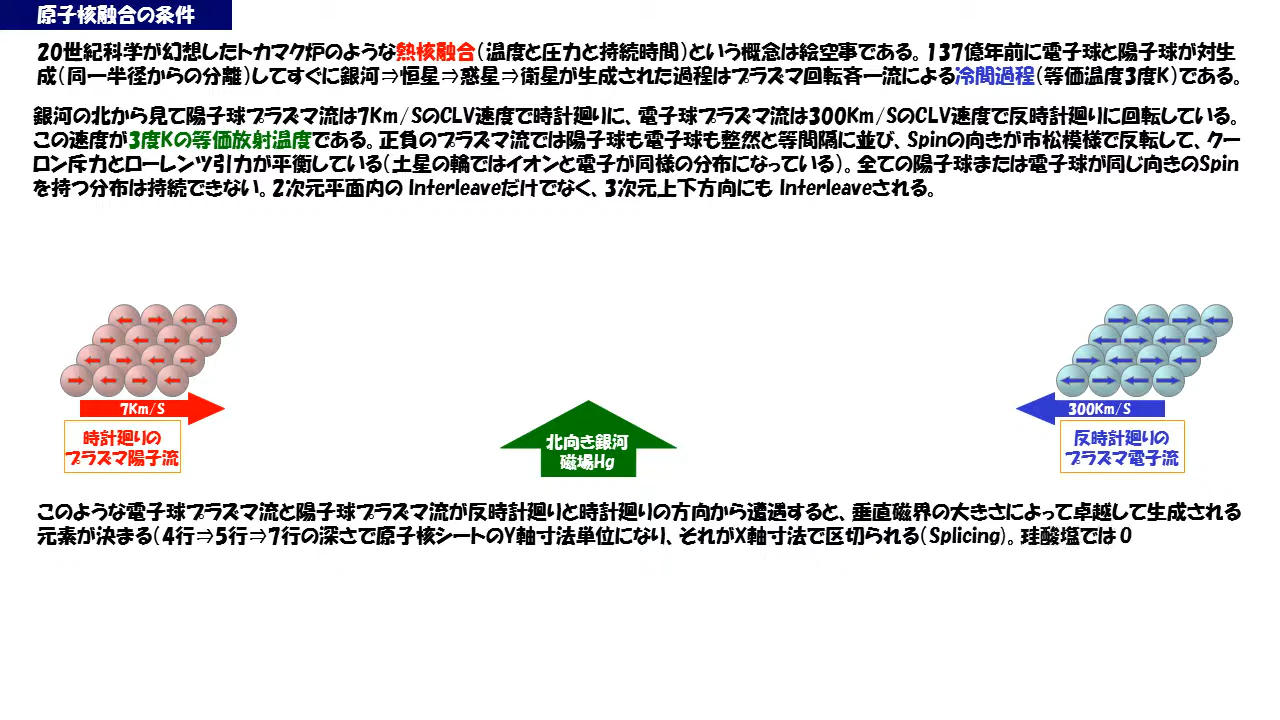 原子核融合の条件
20世紀科学が幻想したトカマク炉のような熱核融合(温度と圧力と持続時間)という概念は絵空事である。137億年前に電子球と陽子球が対生
成(同一半径からの分離)してすぐに銀河⇒恒星⇒惑星⇒衛星が生成された過程はプラズマ回転斉一流による冷間過程(等価温度3度K)である。
銀河の北から見て陽子球プラズマ流は7Km/SのCLV速度で時計廻りに、電子球プラズマ流は300Km/SのCLV速度で反時計廻りに回転している。
この速度が3度Kの等価放射温度である。正負のプラズマ流では陽子球も電子球も整然と等間隔に並び、Spinの向きが市松模様で反転して、クー
ロン斥力とローレンツ引力が平衡している(土星の輪ではイオンと電子が同様の分布になっている)。全ての陽子球または電子球が同じ向きのSpin
を持つ分布は持続できない。2次元平面内の Interleaveだけでなく、3次元上下方向にも Interleaveされる。
7Km/S
時計廻りの
プラズマ陽子流
北向き銀河
磁場Hg
300Km/S
反時計廻りの
プラズマ電子流
このような電子球プラズマ流と陽子球プラズマ流が反時計廻りと時計廻りの方向から遭遇すると、垂直磁界の大きさによって卓越して生成される
元素が決まる(4行⇒5行⇒7行の深さで原子核シートのY軸寸法単位になり、それがX軸寸法で区切られる(Splicing)。珪酸塩ではO